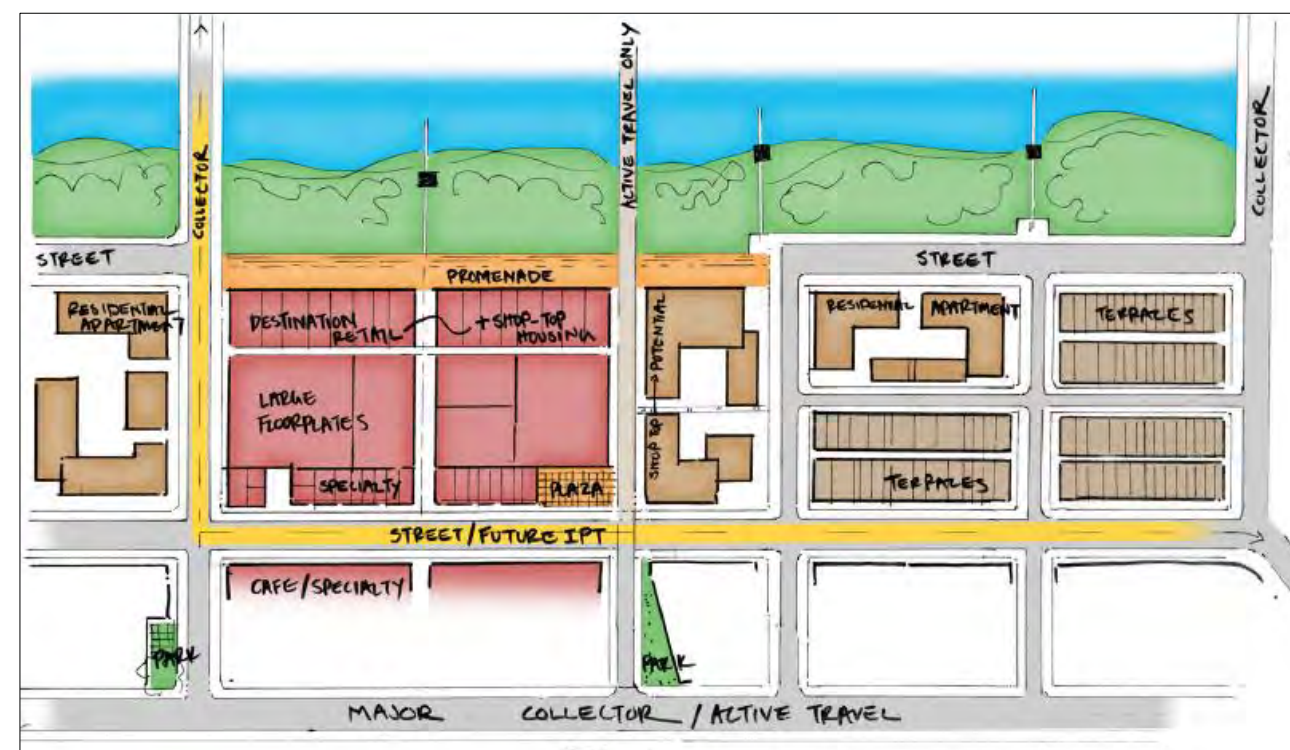 ACTIVE TRAVEL ONLY
COLLECTOR
COLLECTOR
STREET
STREET
PROMENADE
RESIDENTIAL
APARTMENT
DESTINATION
RETAIL
+ SHOP-TOP
HOUSING
POTENTIAL
SHOP TOP
RESIDENTIAL APARTMENT
TERRACES
LARGE
FLOORPLATES
SPECIALTY
PLAZA
TERRACES
STREET/FUTURE IPT
CAFE/SPECIALTY
PARK
PARK
MAJOR COLLECTOR / ACTIVE TRAVEL